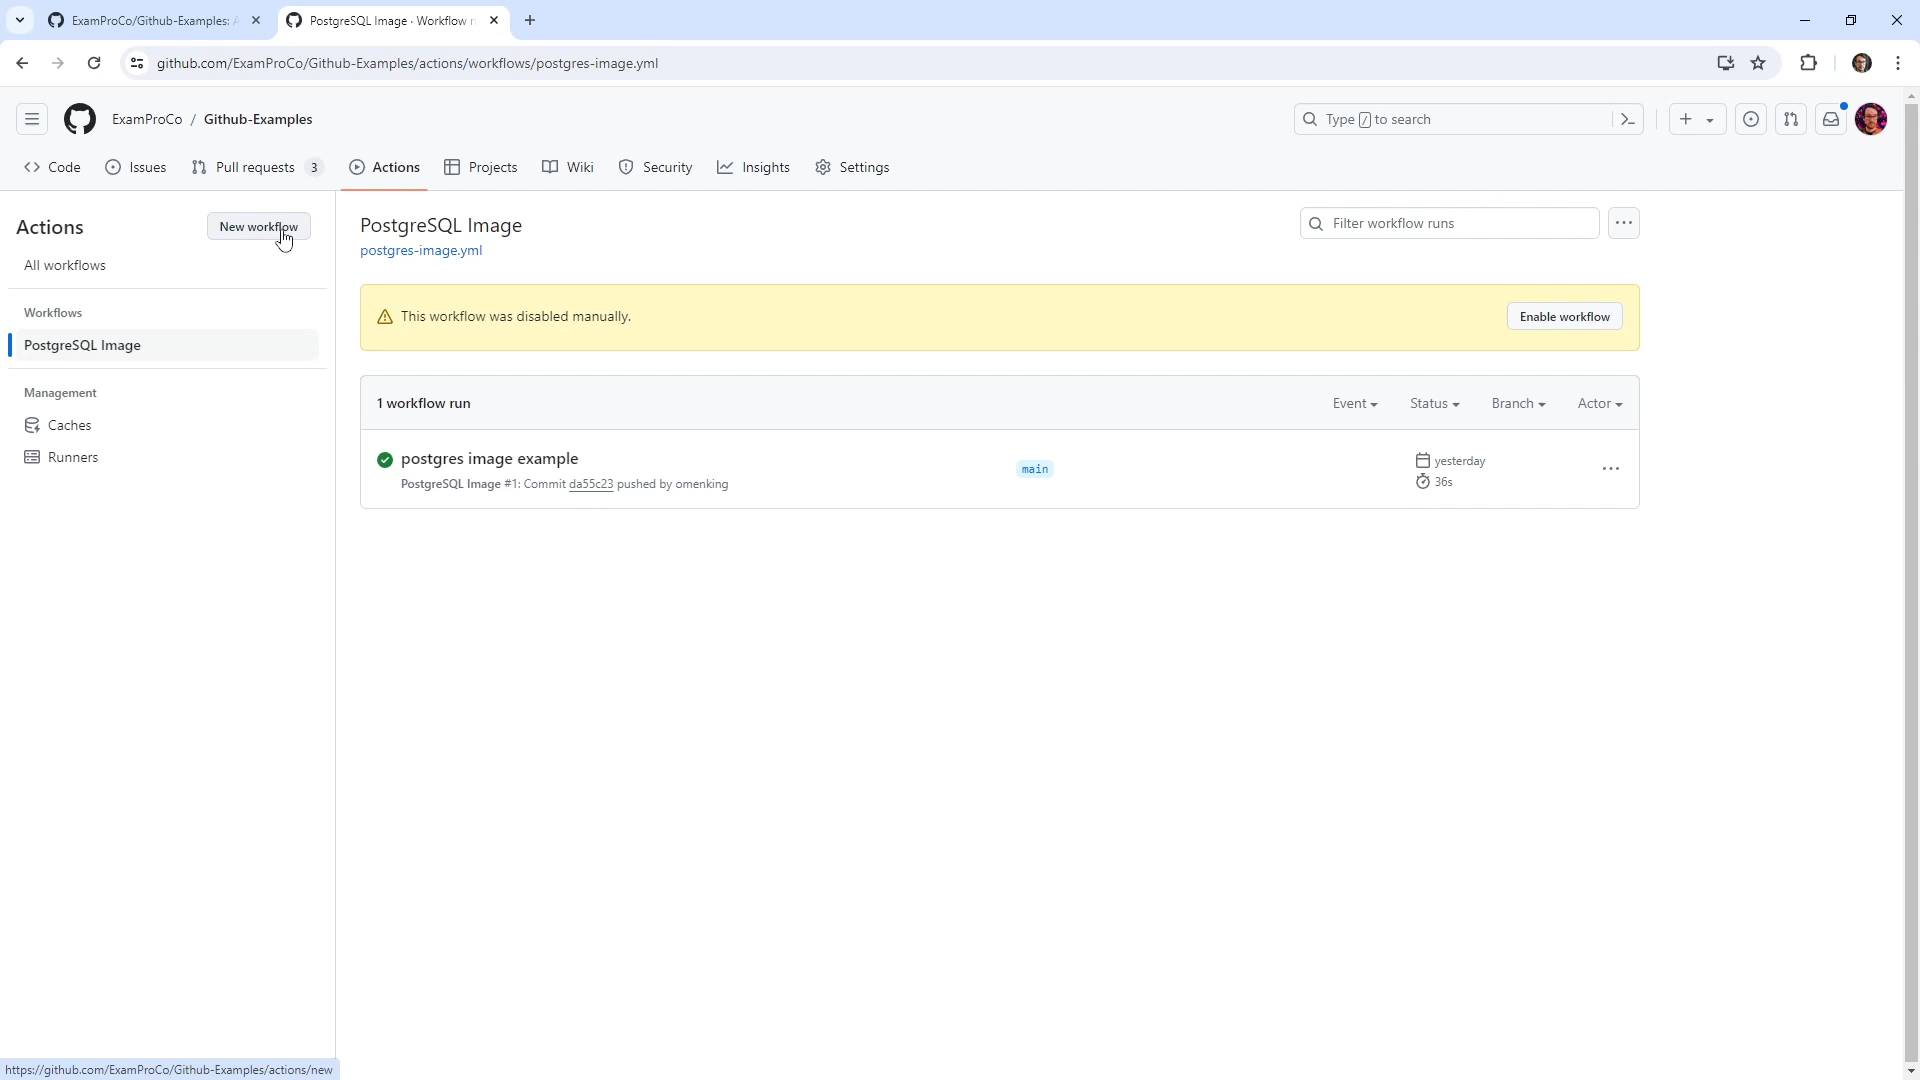 ExamProCo/Github-Examples:
PostgreSQL Image · Workflow
github.com/ExamProCo/Github-Examples/actions/workflows/postgres-image.yml
ExamProCo / Github-Examples
Type / to search
Code
Issues
Pull requests 3
Actions
Projects
Wiki
Security
Insights
Settings
Actions
New workflow
All workflows
Workflows
PostgreSQL Image
Management
Caches
Runners
PostgreSQL Image
postgres-image.yml
Filter workflow runs
This workflow was disabled manually.
Enable workflow
1 workflow run
Event
Status
Branch
Actor
postgres image example
PostgreSQL Image #1: Commit da55c23 pushed by omenking
main
yesterday
36s
https://github.com/ExamProCo/Github-Examples/actions/new